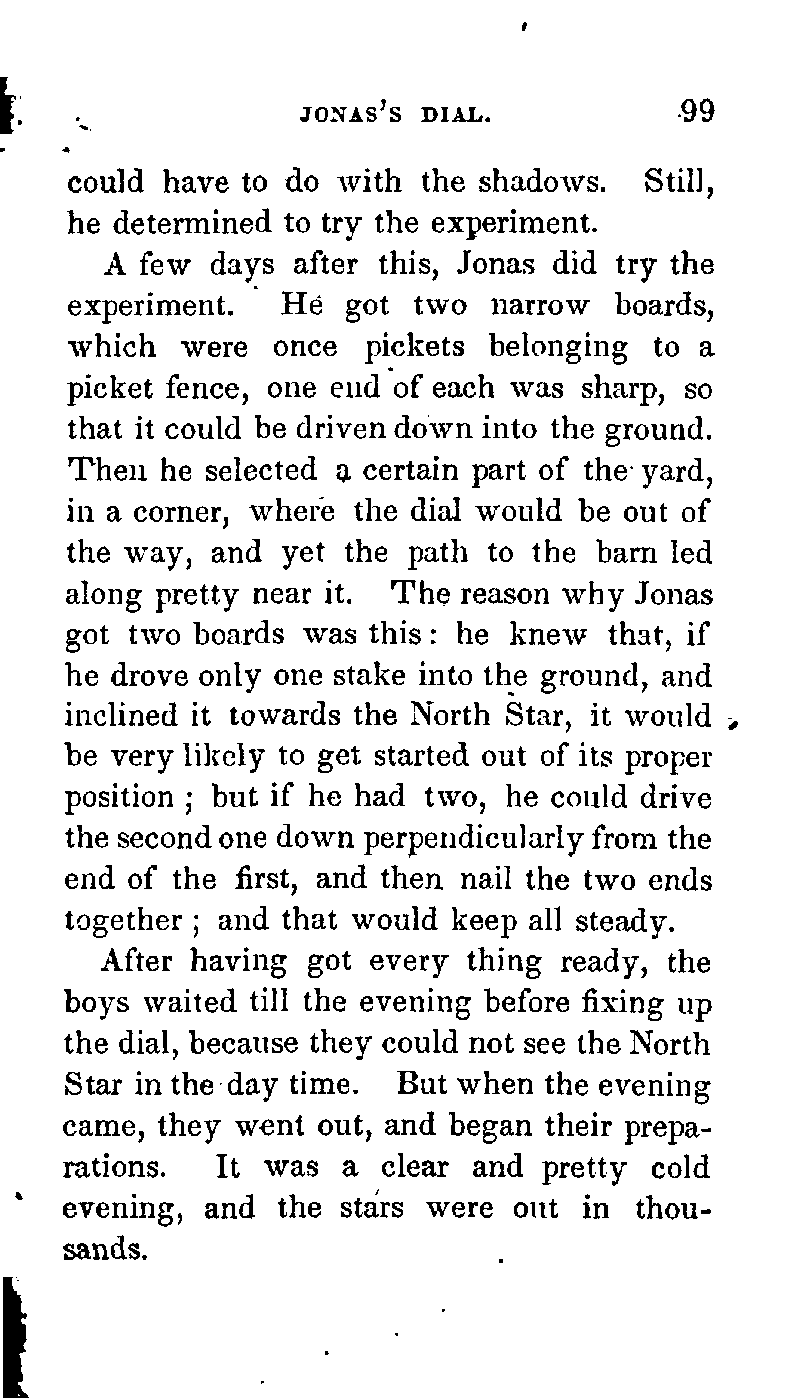 JONAS'S DIAL. 99
could have to do with the shadows. Still,
he determined to try the experiment.
A few days after this, Jonas did try the
experiment. He got two narrow boards,
which were once pickets belonging to a
picket fence, one end of each was sharp, so
that it could be driven down into the ground.
Then he selected a certain part of the yard,
in a corner, where the dial would be out of
the way, and yet the path to the barn led
along pretty near it. The reason why Jonas
got two boards was this: he knew that, if
he drove only one stake into the ground, and
inclined it towards the North Star, it would
be very likely to get started out of its proper
position ; but if he had two, he could drive
the second one down perpendicularly from the
end of the first, and then nail the two ends
together ; and that would keep all steady.
After having got every thing ready, the
boys waited till the evening before fixing up
the dial, because they could not see the North
Star in the day time. But when the evening
came, they went out, and began their prepa-
rations. It was a clear and pretty cold
evening, and the stars were out in thou-
sands.